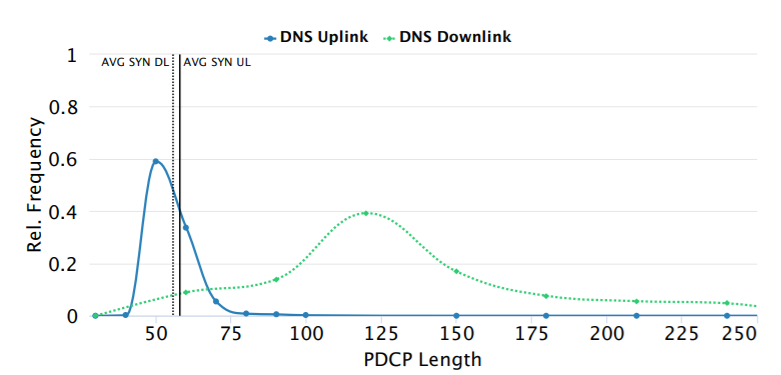 DNS Uplink DNS Downlink
AVG SYN DL AVG SYN UL
1
0.8
0.6
0.4
0.2
0
Rel. Frequency
50 75 100 125 150 175 200 225 250
PDCP Length